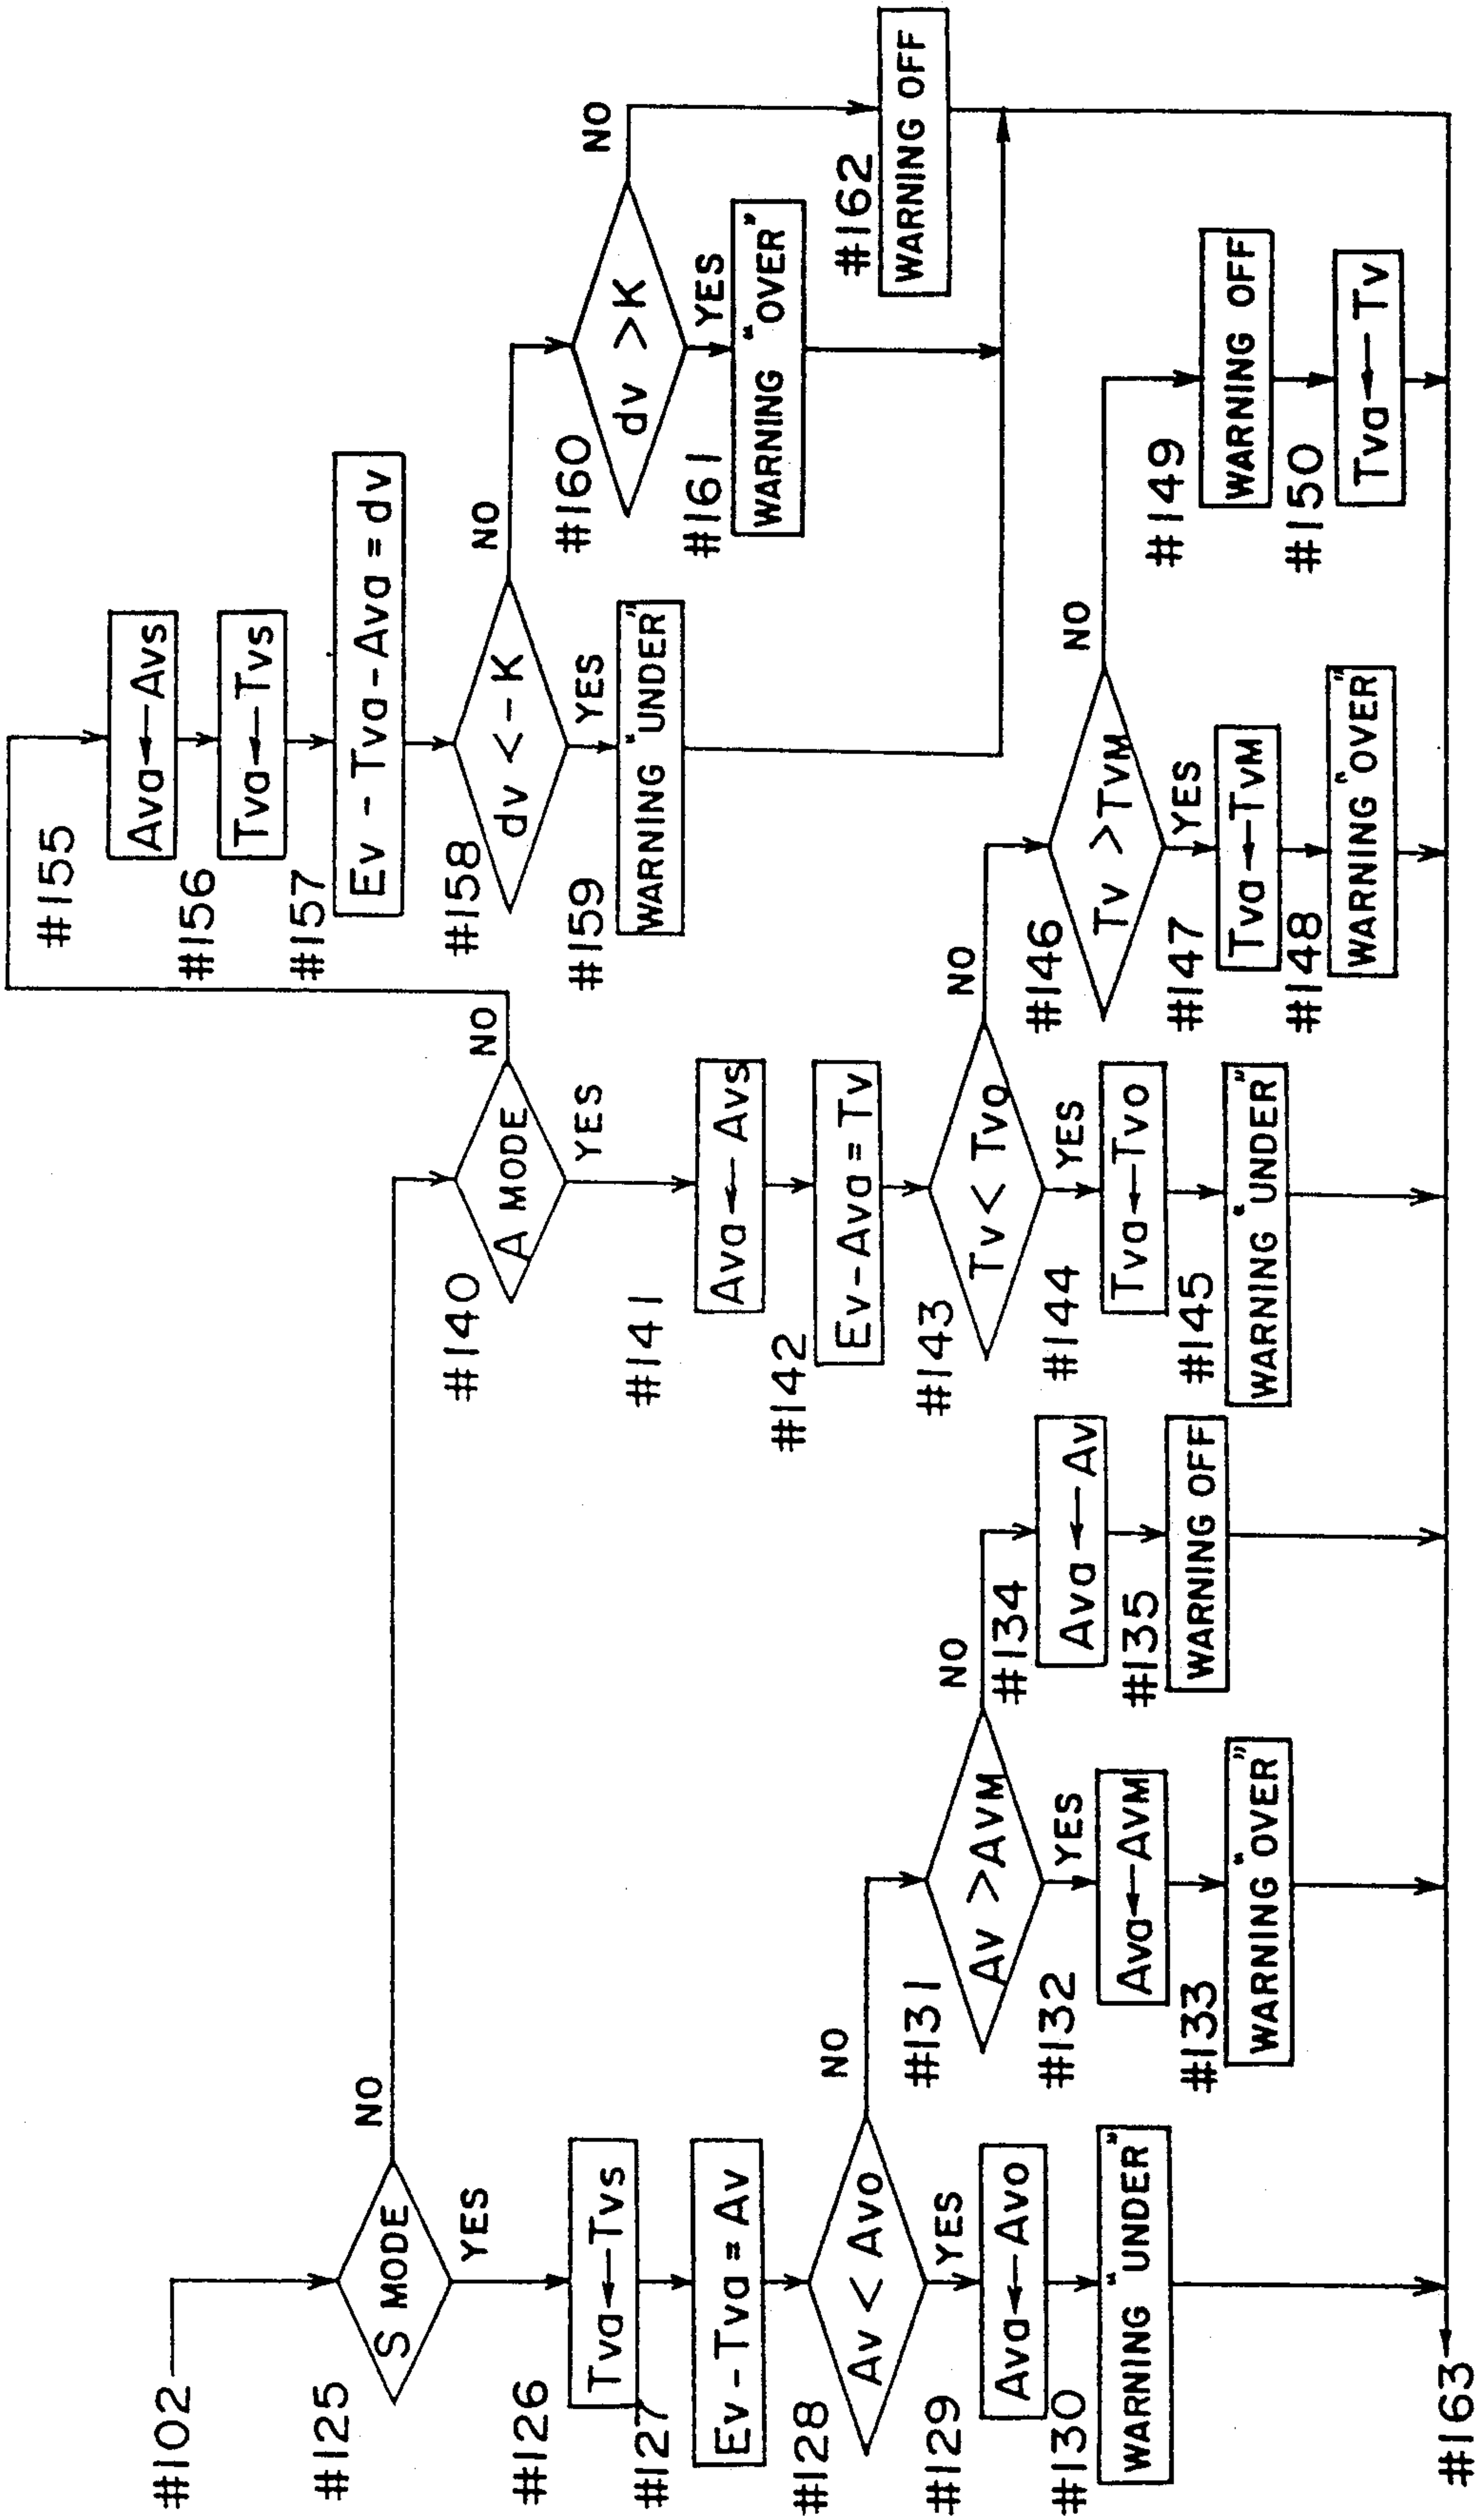 #102
#125
S MODE
NO
YES
#126
Tva←Tvs
#127
Ev - Tva = Av
#128
Av < Avo
NO
YES
#129
Ava←Avo
#130
WARNING "UNDER"
#131
Av > AVM
NO
YES
#132
Ava←AVM
#133
WARNING "OVER"
#134
Ava←Av
#135
WARNING OFF
#140
A MODE
NO
YES
#141
Ava←Avs
#142
Ev - Ava = Tv
#143
Tv < Tvo
NO
YES
#144
Tva←Tvo
#145
WARNING "UNDER"
#146
Tv > TVM
NO
YES
#147
Tva←TVM
#148
WARNING "OVER"
#149
WARNING OFF
#150
Tva←Tv
#155
Ava←Avs
#156
Tva←Tvs
#157
Ev - Tva - Ava = dv
#158
dv < - K
NO
YES
#159
WARNING "UNDER"
#160
dv > K
NO
YES
#161
WARNING "OVER"
#162
WARNING OFF
#163